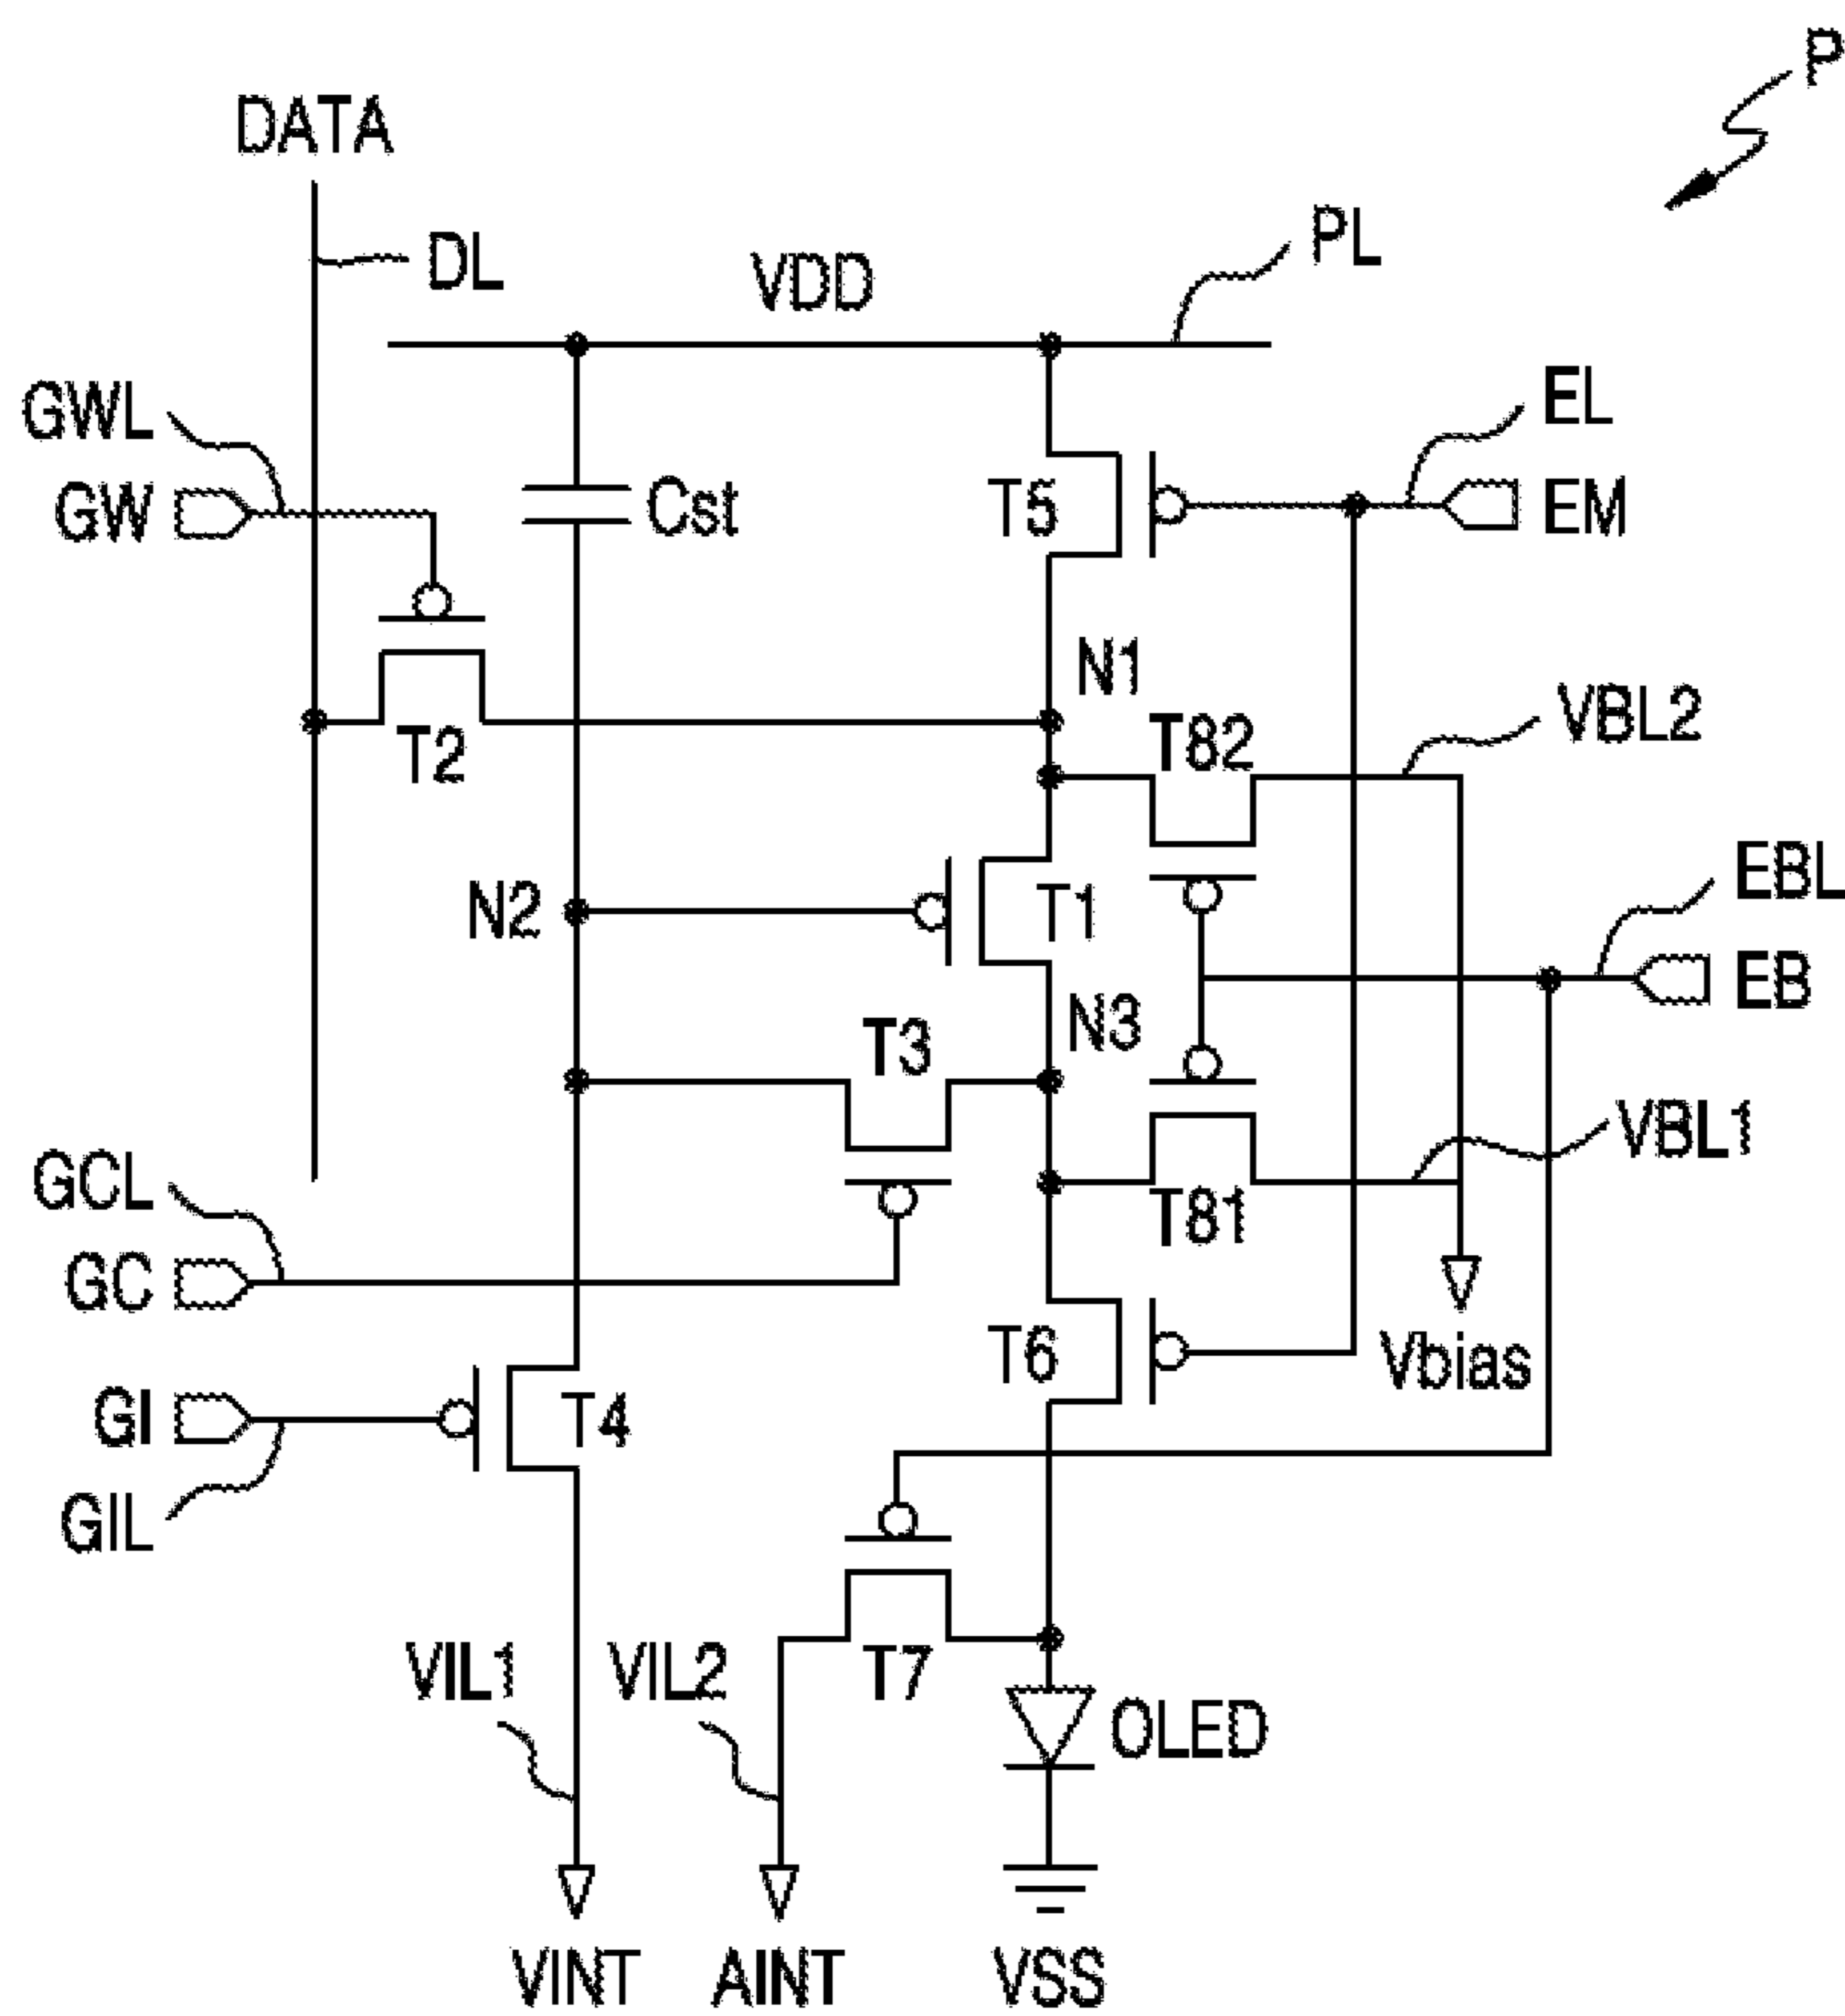 P
DATA
DL
VDD
PL
GWL
EL
GW
Cst
T5
EM
N1
T2
T82
VBL2
N2
T1
EBL
EB
T3
N3
VBL1
GCL
T81
GC
T6
Vbias
GI
T4
GIL
VIL1
VIL2
T7
OLED
VINT
AINT
VSS